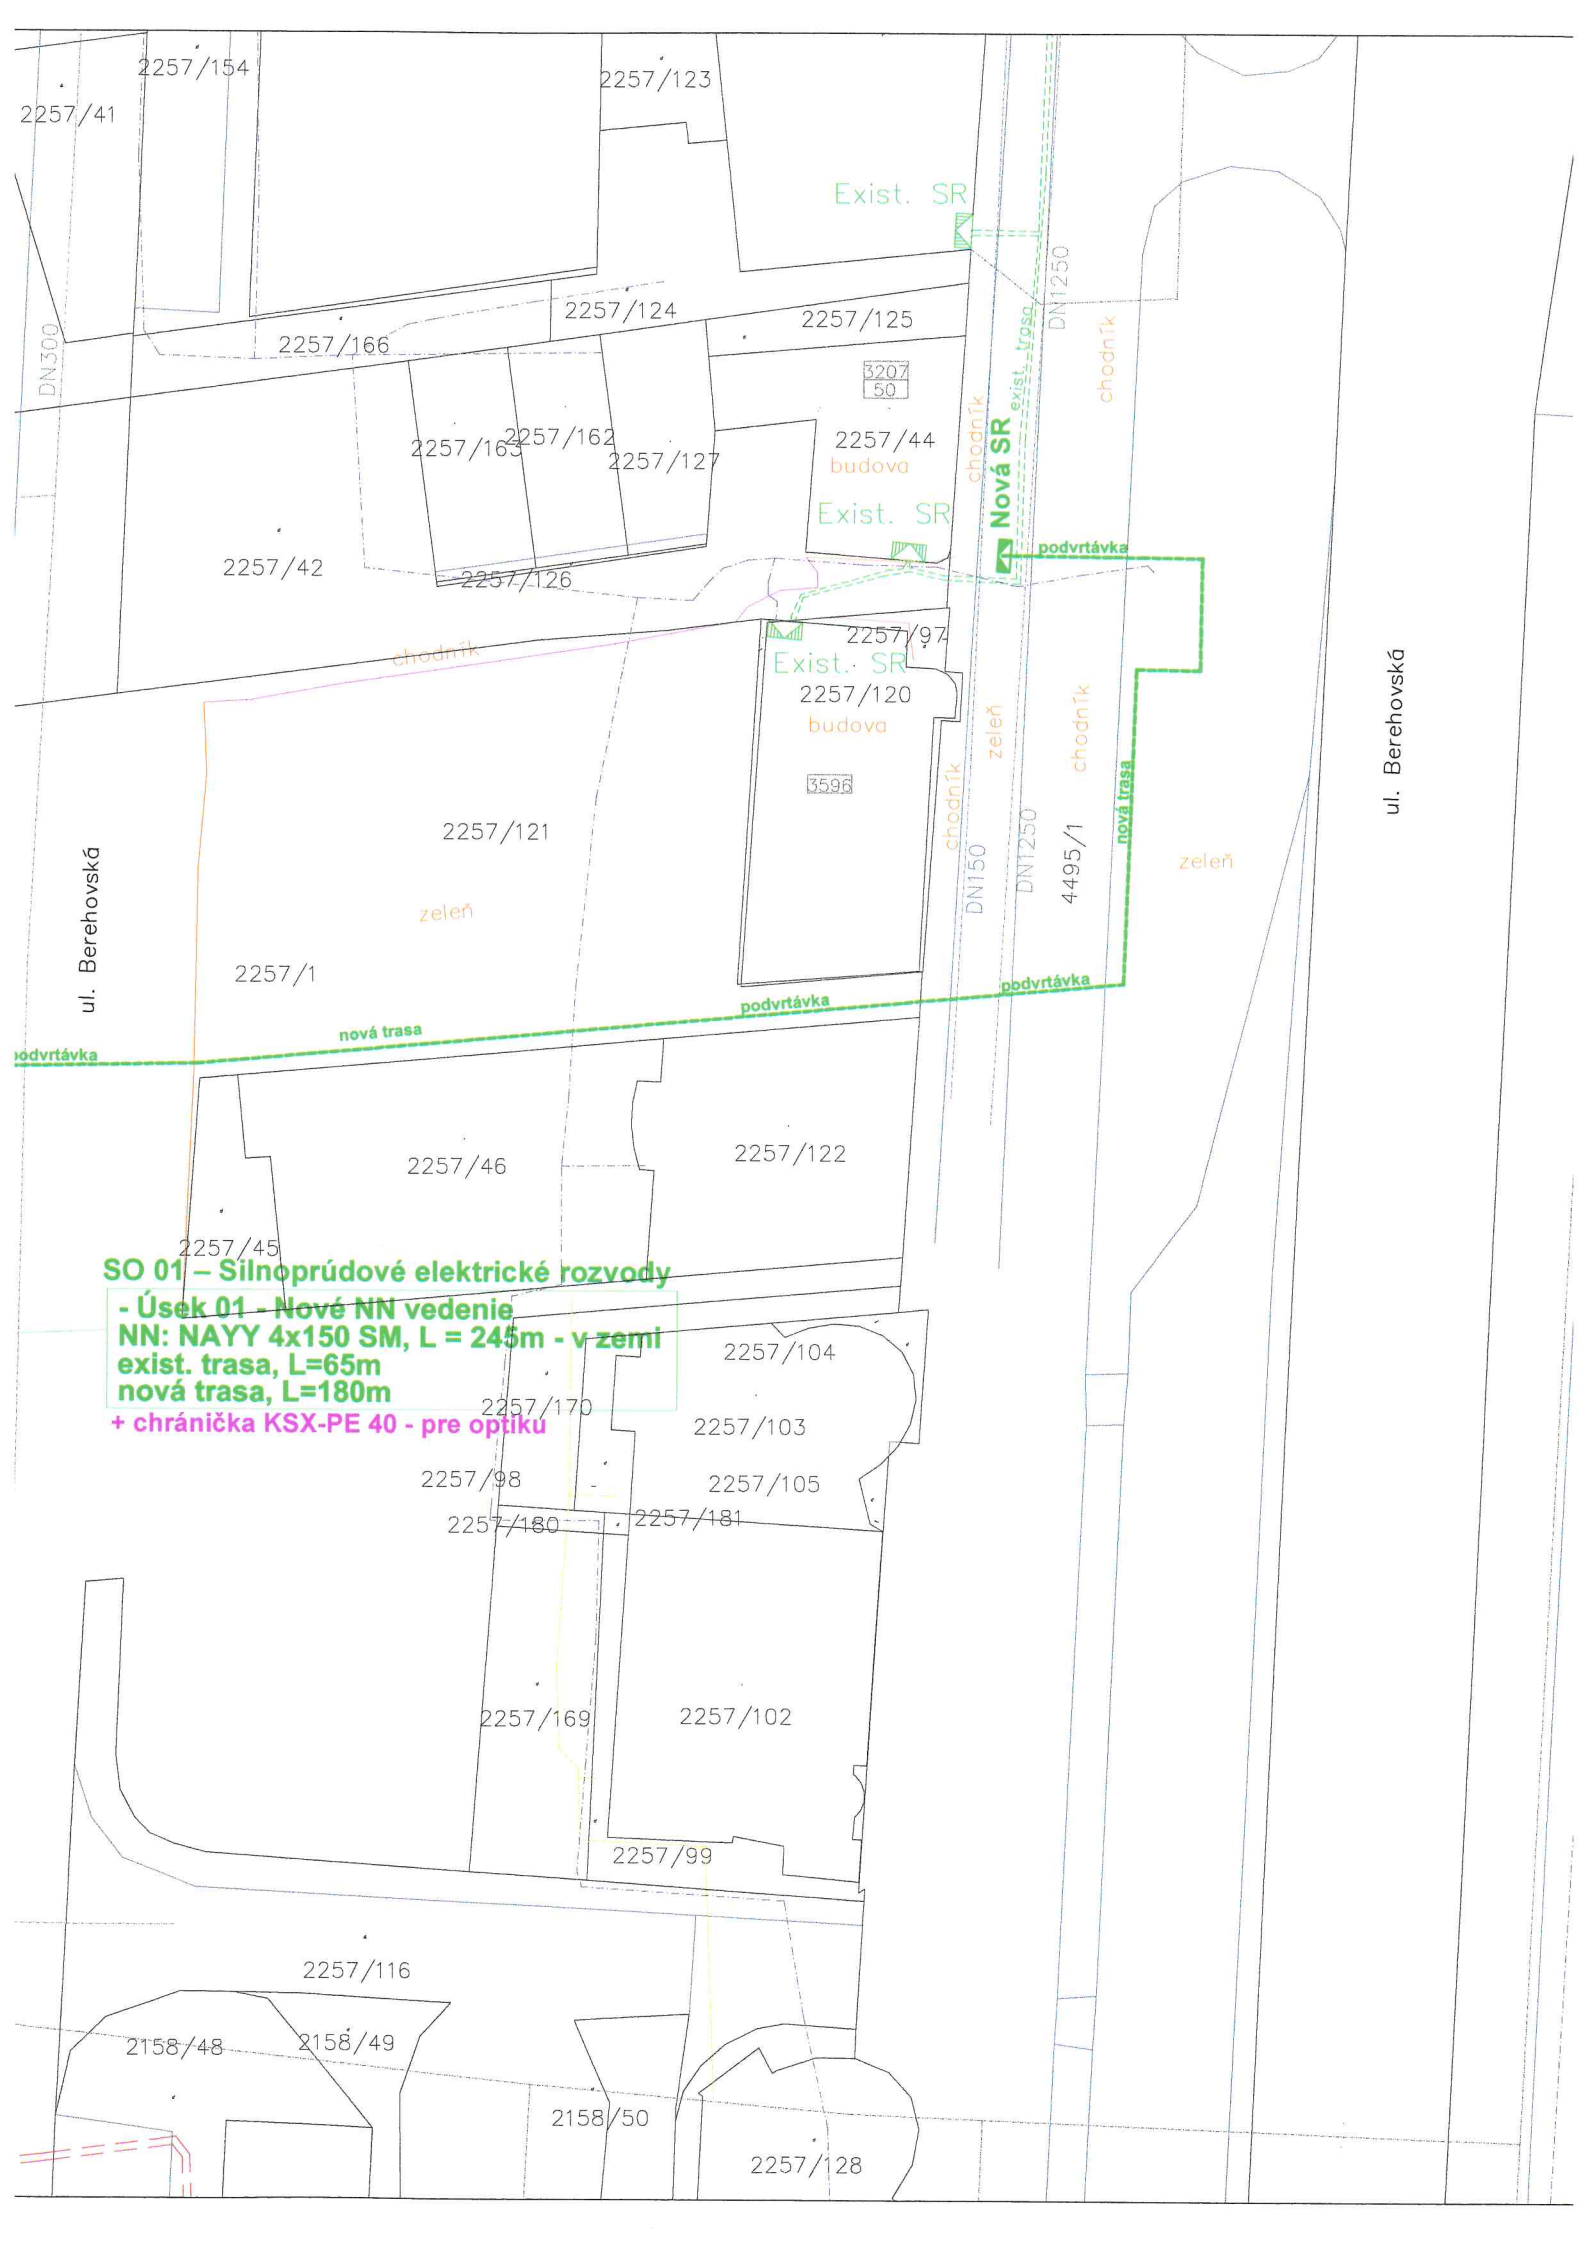 2257/154
2257/123
2257/41
Exist. SR
DN1250
2257/124
2257/125
2257/166
DN300
exist. trasa
chodník
3207
50
chodník
Nová SR
2257/163
2257/162
2257/127
2257/44
budova
Exist. SR
podvrtávka
2257/42
2257/126
2257/97
chodník
Exist. SR
2257/120
budova
zeleň
chodník
ul. Berehovská
3596
chodník
nová trasa
2257/121
DN150
DN1250
4495/1
zeleň
ul. Berehovská
zeleň
2257/1
podvrtávka
podvrtávka
nová trasa
podvrtávka
2257/46
2257/122
2257/45
SO 01 – Silnoprúdové elektrické rozvody
- Úsek 01 - Nové NN vedenie
NN: NAYY 4x150 SM, L = 245m - v zemi
exist. trasa, L=65m
nová trasa, L=180m
+ chránička KSX-PE 40 - pre optiku
2257/104
2257/170
2257/103
2257/98
2257/105
2257/180
2257/181
2257/169
2257/102
2257/99
2257/116
2158/48
2158/49
2158/50
2257/128